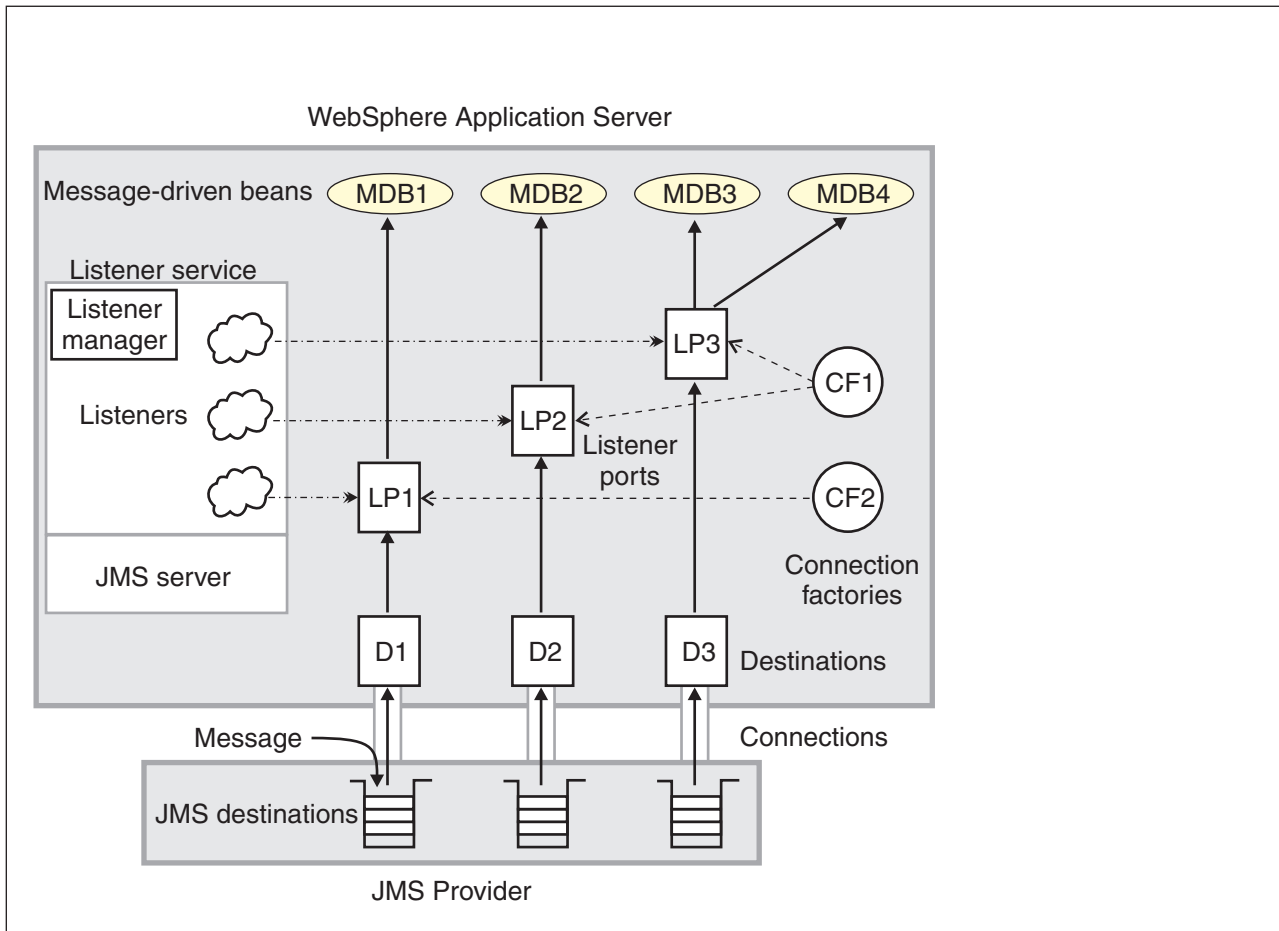 WebSphere Application Server
Message-driven beans
MDB1
MDB2
MDB3
MDB4
Listener service
Listener
manager
LP3
CF1
Listeners
LP2
Listener
ports
LP1
CF2
JMS server
Connection
factories
D1
D2
D3
Destinations
Message
Connections
JMS destinations
JMS Provider